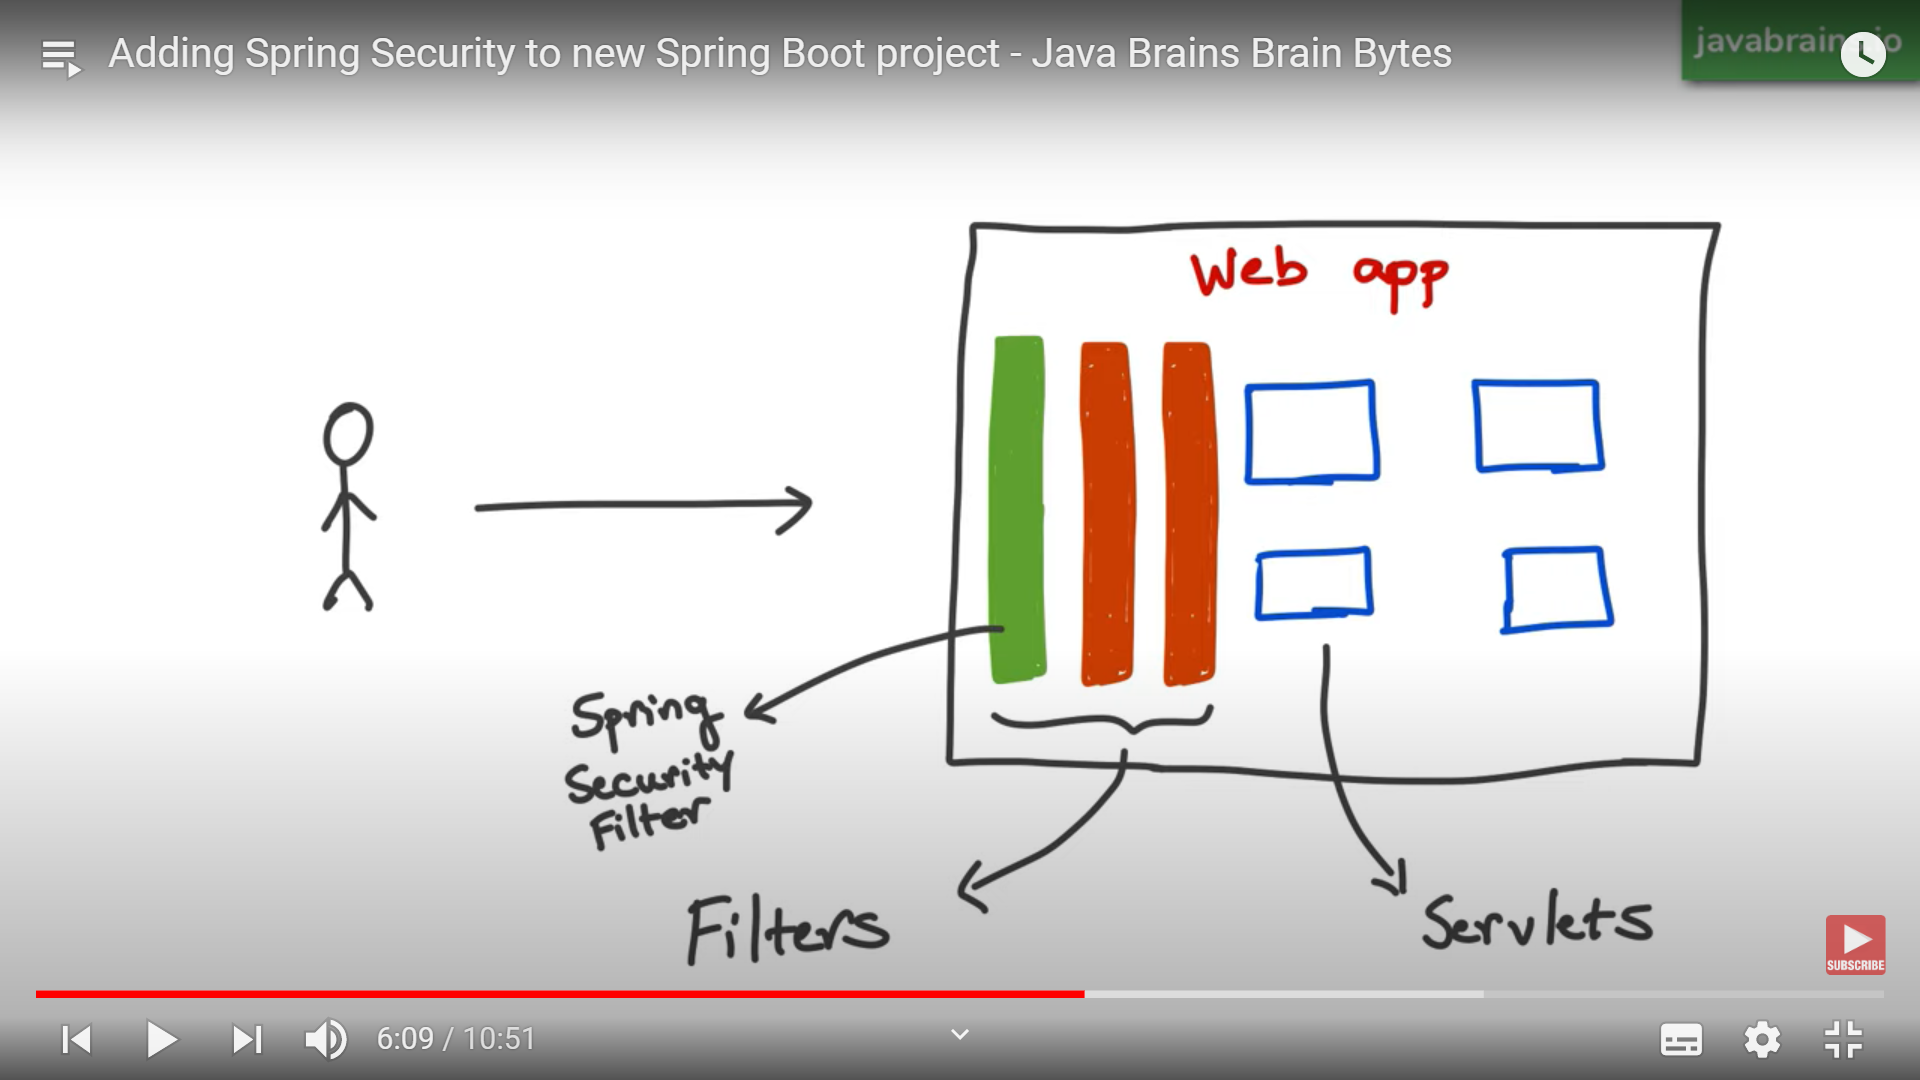 Adding Spring Security to new Spring Boot project - Java Brains Brain Bytes
Web app
Spring
Security
Filter
Filters
Servlets
SUBSCRIBE
6:09 / 10:51